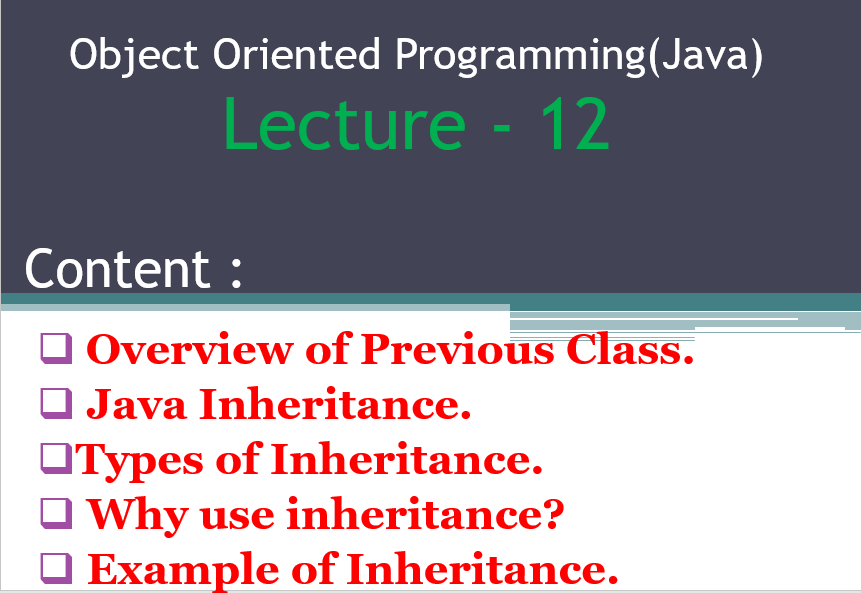 Object Oriented Programming(Java)
Lecture - 12
Content :
Overview of Previous Class.
Java Inheritance.
Types of Inheritance.
Why use inheritance?
Example of Inheritance.